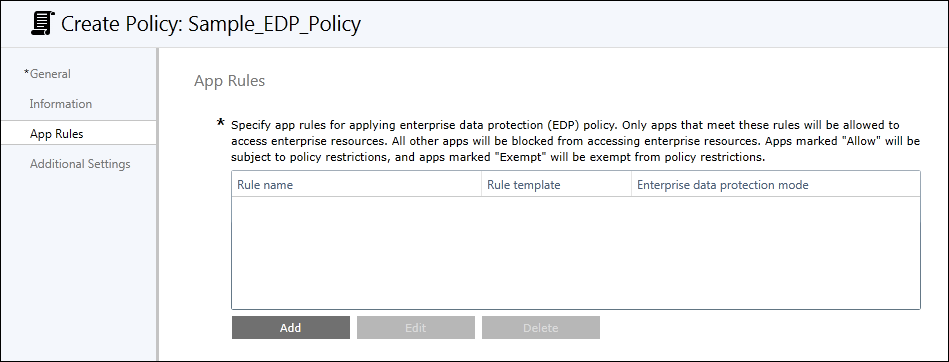 Create Policy: Sample_EDP_Policy
*General
Information
App Rules
Additional Settings
App Rules
* Specify app rules for applying enterprise data protection (EDP) policy. Only apps that meet these rules will be allowed to
access enterprise resources. All other apps will be blocked from accessing enterprise resources. Apps marked "Allow" will be
subject to policy restrictions, and apps marked "Exempt" will be exempt from policy restrictions.
Rule name Rule template Enterprise data protection mode
Add Edit Delete